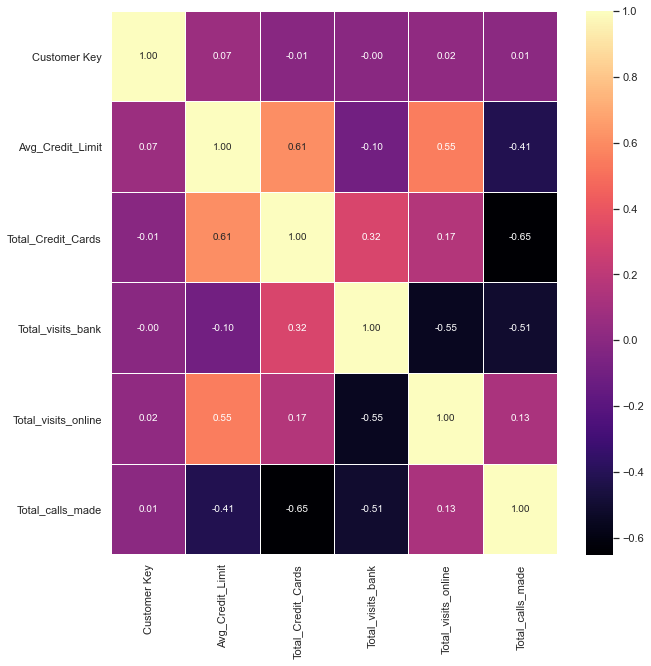 Customer Key 1.00 0.07 -0.01 -0.00 0.02 0.01
Avg_Credit_Limit 0.07 1.00 0.61 -0.10 0.55 -0.41
Total_Credit_Cards -0.01 0.61 1.00 0.32 0.17 -0.65
Total_visits_bank -0.00 -0.10 0.32 1.00 -0.55 -0.51
Total_visits_online 0.02 0.55 0.17 -0.55 1.00 0.13
Total_calls_made 0.01 -0.41 -0.65 -0.51 0.13 1.00
Customer Key
Avg_Credit_Limit
Total_Credit_Cards
Total_visits_bank
Total_visits_online
Total_calls_made
1.0
0.8
0.6
0.4
0.2
0.0
−0.2
−0.4
−0.6